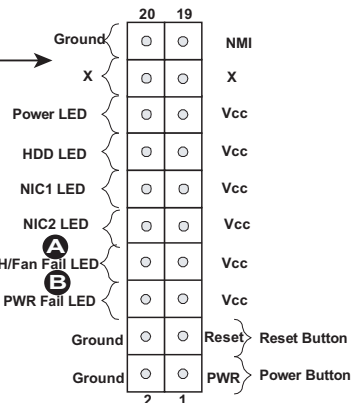 20 19
Ground NMI
X X
Power LED Vcc
HDD LED Vcc
NIC1 LED Vcc
NIC2 LED Vcc
A
H/Fan Fail LED Vcc
B
PWR Fail LED Vcc
Ground Reset Reset Button
Ground PWR Power Button
2 1